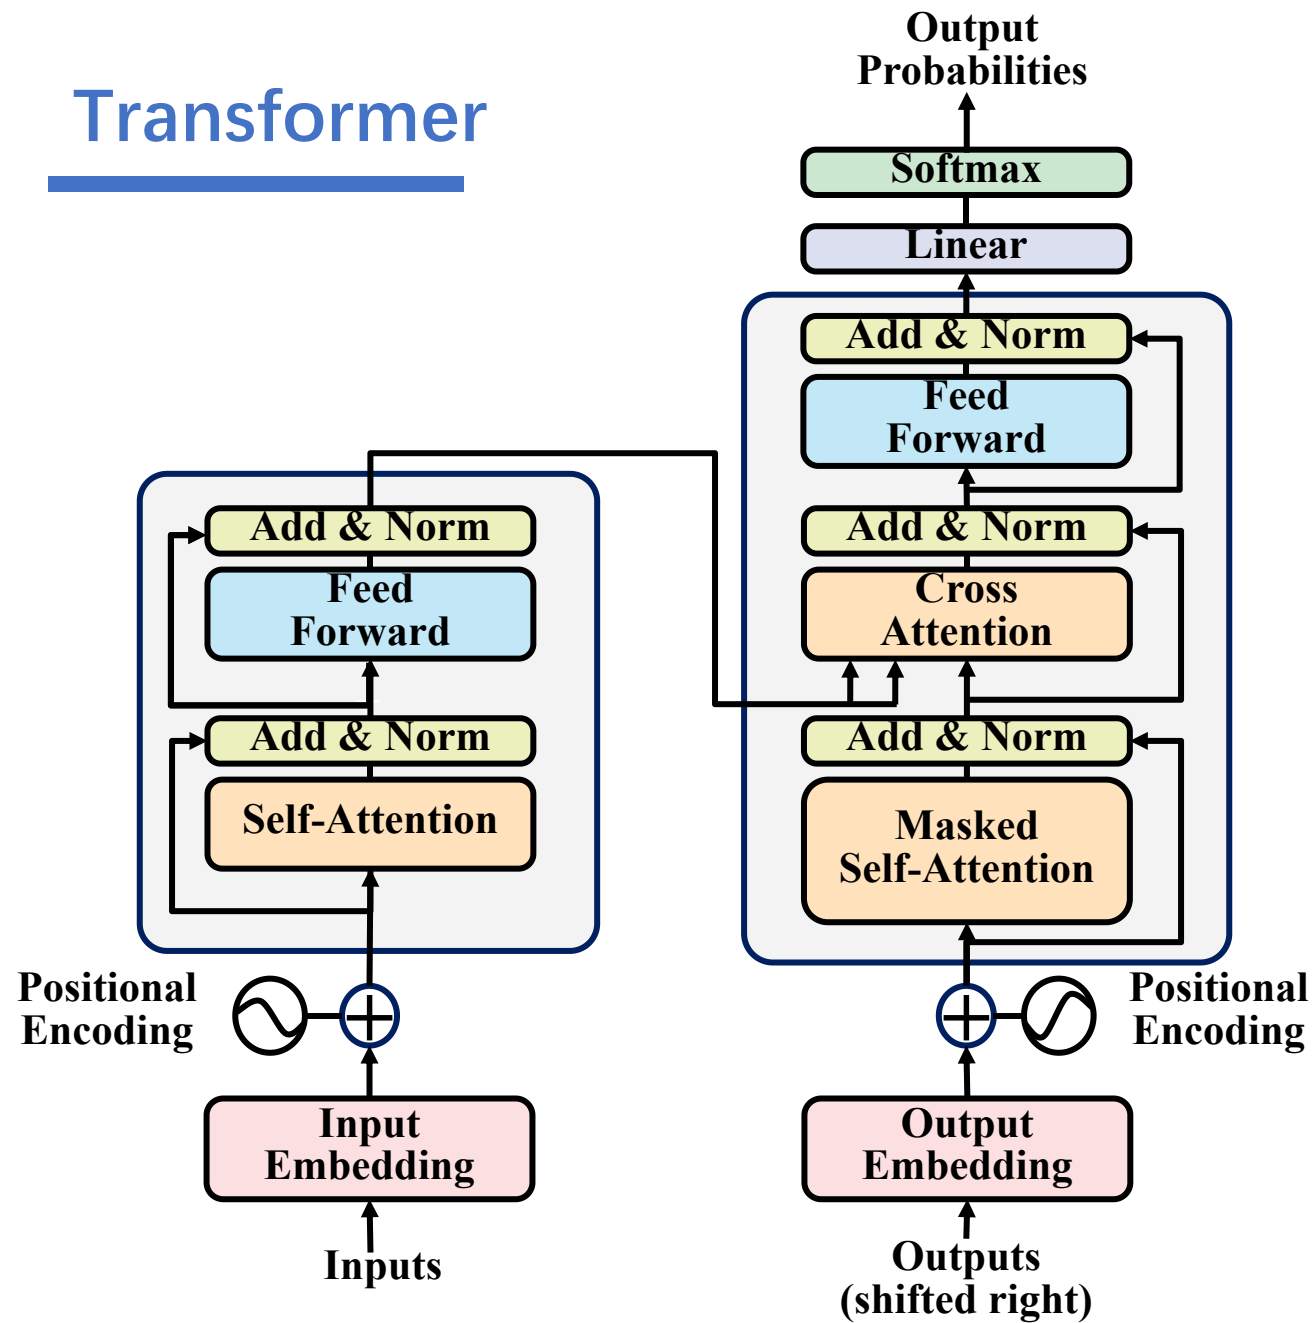 Transformer
Output
Probabilities
Softmax
Linear
Add & Norm
Feed
Forward
Add & Norm
Cross
Attention
Add & Norm
Masked
Self-Attention
Positional
Encoding
Output
Embedding
Outputs
(shifted right)
Add & Norm
Feed
Forward
Add & Norm
Self-Attention
Positional
Encoding
Input
Embedding
Inputs